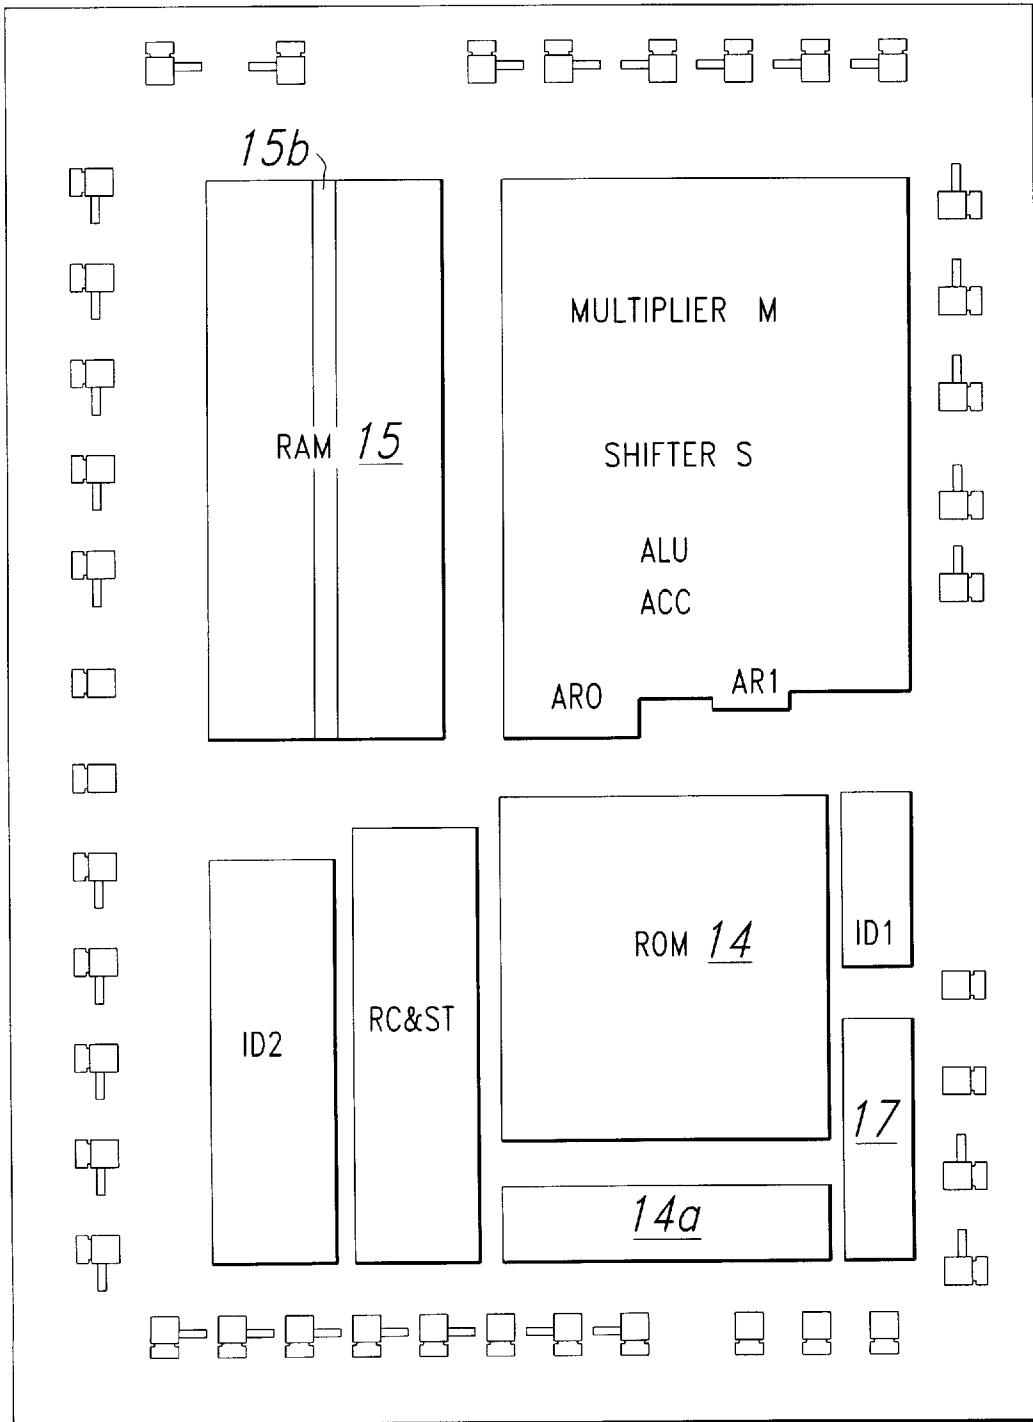 15b
MULTIPLIER M
RAM 15
SHIFTER S
ALU
ACC
AR0
AR1
ROM 14
ID1
RC&ST
ID2
17
14a